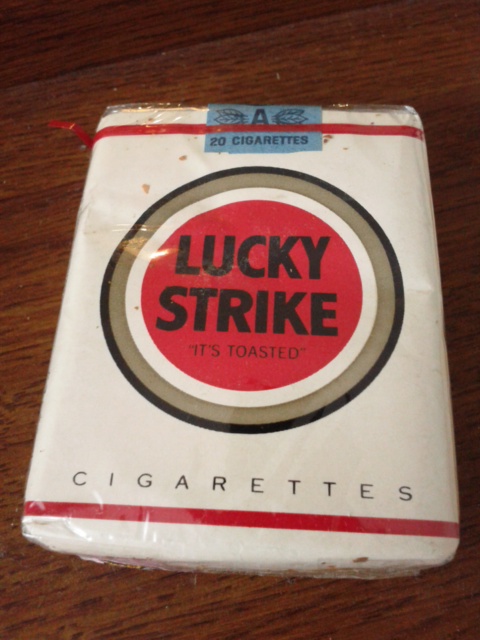 A
20 CIGARETTES
LUCKY
STRIKE
"IT'S TOASTED"
CIGARETTES